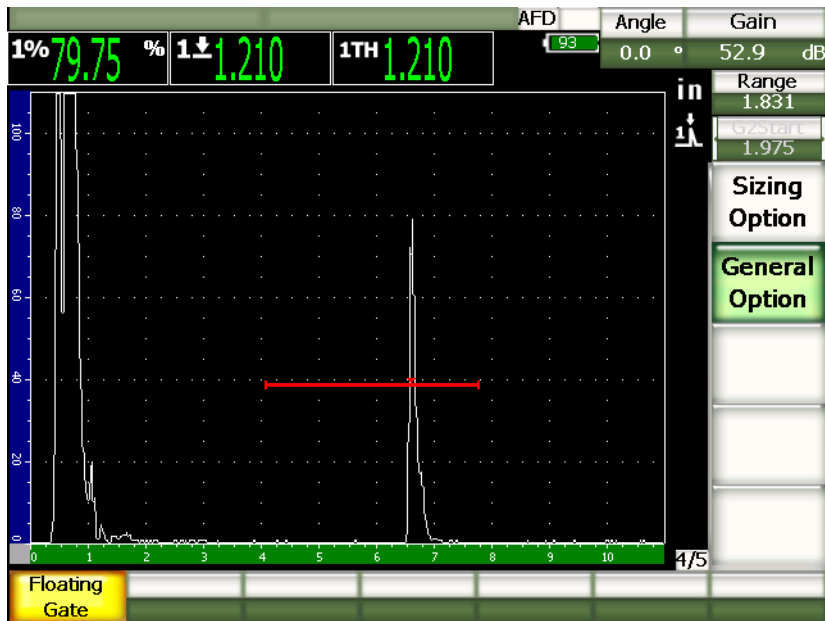 AFD
Angle
Gain
1% 79.75 %
1 1.210
1TH 1.210
93
0.0 °
52.9 dB
in
Range
1.831
G2Start
1.975
1
Sizing
Option
General
Option
100
80
60
40
20
0
0 1 2 3 4 5 6 7 8 9 10
4/5
Floating
Gate